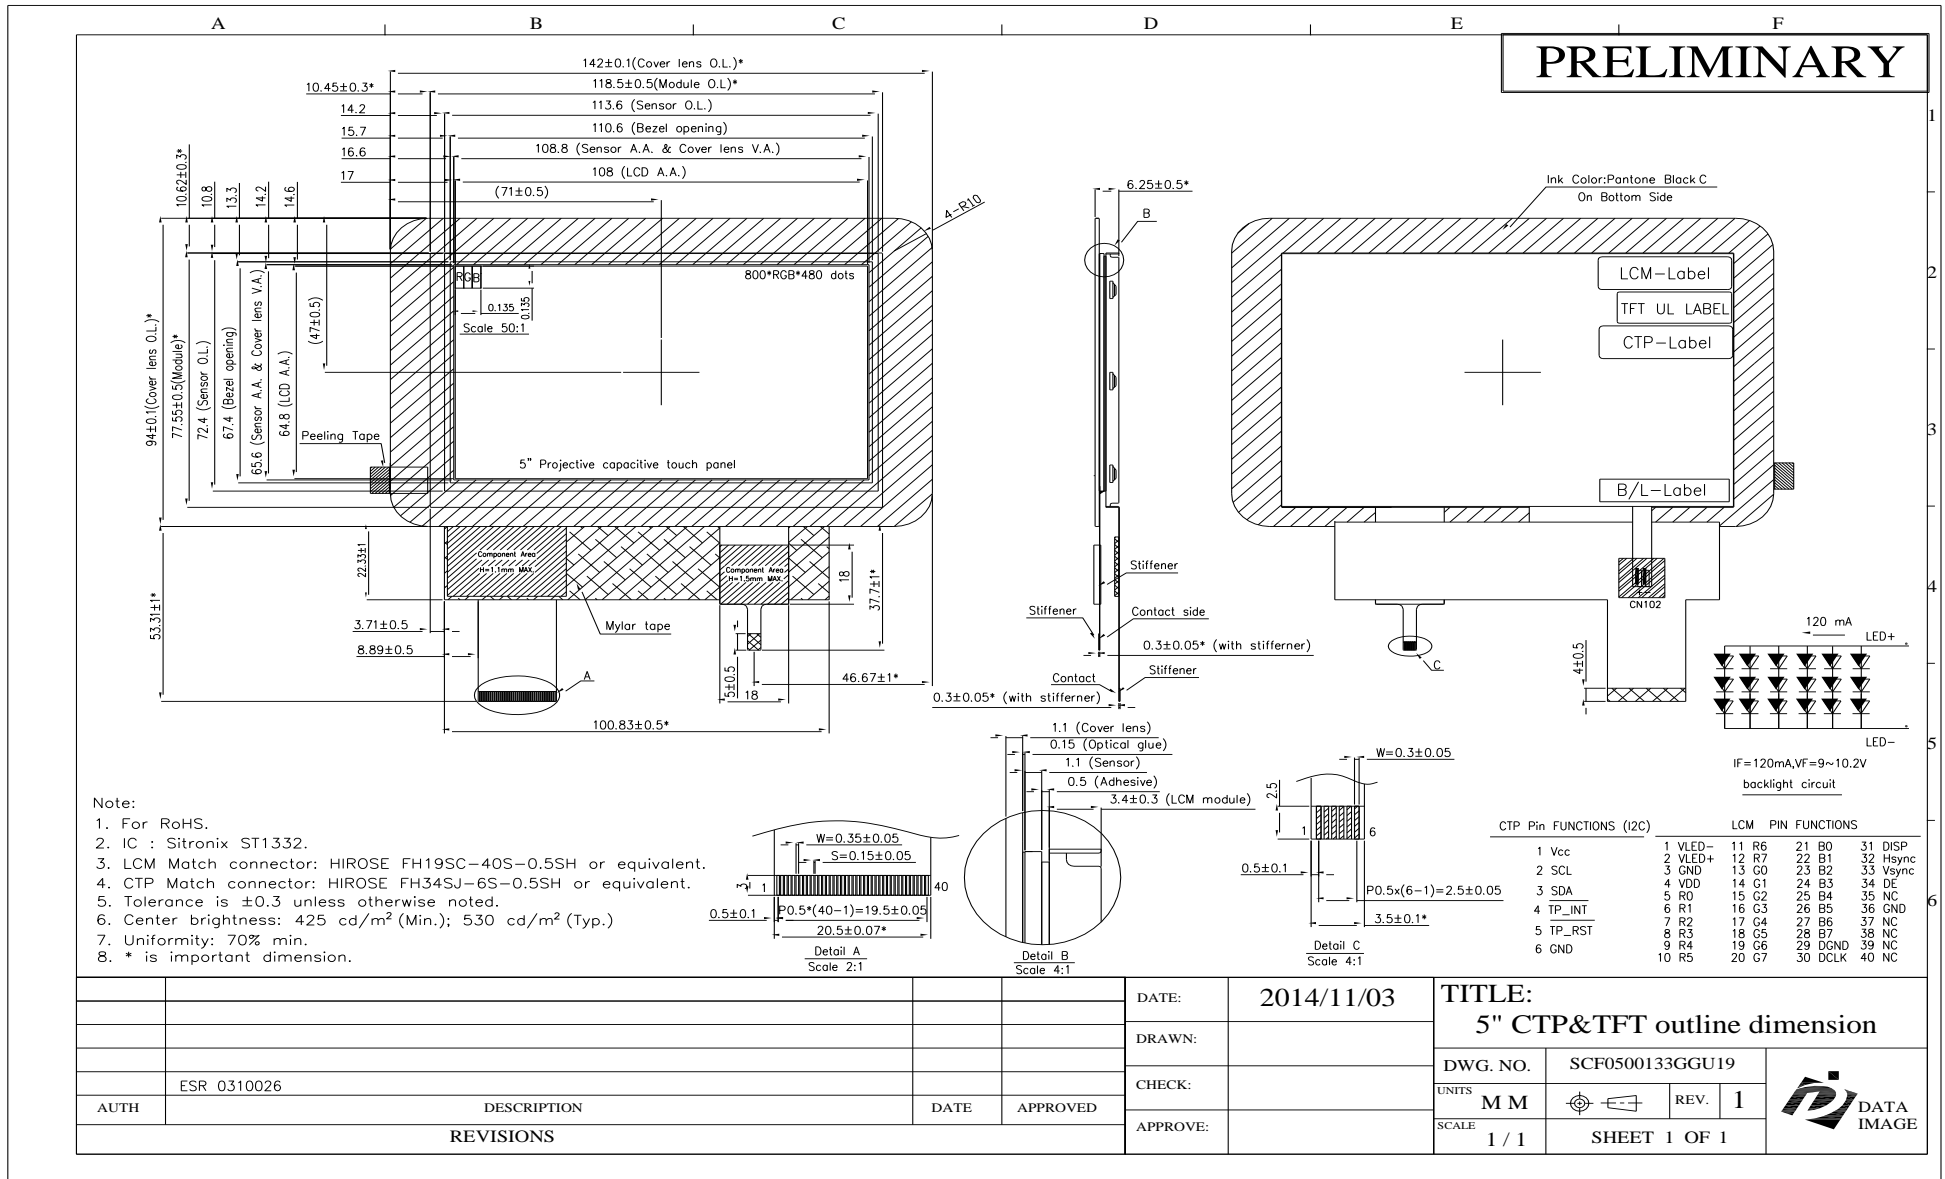 A B C D E F
PRELIMINARY
1
2
3
4
5
6
142±0.1(Cover lens O.L.)*
118.5±0.5(Module O.L)*
10.45±0.3*
113.6 (Sensor O.L.)
14.2
110.6 (Bezel opening)
15.7
108.8 (Sensor A.A. & Cover lens V.A.)
16.6
108 (LCD A.A.)
17
(71±0.5)
10.62±0.3*
10.8
13.3
14.2
14.6
4-R10
94±0.1(Cover lens O.L.)*
77.55±0.5(Module)*
72.4 (Sensor O.L.)
67.4 (Bezel opening)
65.6 (Sensor A.A. & Cover lens V.A.)
64.8 (LCD A.A.)
(47±0.5)
RGB
800*RGB*480 dots
0.135
0.135
Scale 50:1
Peeling Tape
5" Projective capacitive touch panel
Component Area
H=1.1mm MAX.
Component Area
H=1.5mm MAX.
22.33±1
53.31±1*
18
37.7±1*
Mylar tape
3.71±0.5
8.89±0.5
A
5±0.5
18
46.67±1*
100.83±0.5*
6.25±0.5*
B
Stiffener
Stiffener
Contact side
0.3±0.05* (with stifferner)
Contact
Stiffener
0.3±0.05* (with stifferner)
Ink Color:Pantone Black C
On Bottom Side
LCM-Label
TFT UL LABEL
CTP-Label
B/L-Label
CN102
C
4±0.5
120 mA
LED+
LED-
IF=120mA,VF=9~10.2V
backlight circuit
1.1 (Cover lens)
0.15 (Optical glue)
1.1 (Sensor)
0.5 (Adhesive)
3.4±0.3 (LCM module)
Detail B
Scale 4:1
W=0.35±0.05
S=0.15±0.05
3
1
40
0.5±0.1
P0.5*(40-1)=19.5±0.05
20.5±0.07*
Detail A
Scale 2:1
W=0.3±0.05
2.5
1
6
0.5±0.1
P0.5x(6-1)=2.5±0.05
3.5±0.1*
Detail C
Scale 4:1
Note:
1. For RoHS.
2. IC : Sitronix ST1332.
3. LCM Match connector: HIROSE FH19SC-40S-0.5SH or equivalent.
4. CTP Match connector: HIROSE FH34SJ-6S-0.5SH or equivalent.
5. Tolerance is ±0.3 unless otherwise noted.
6. Center brightness: 425 cd/m² (Min.); 530 cd/m² (Typ.)
7. Uniformity: 70% min.
8. * is important dimension.
CTP Pin FUNCTIONS (I2C)
1 Vcc
2 SCL
3 SDA
4 TP_INT
5 TP_RST
6 GND
LCM PIN FUNCTIONS
1 VLED- 11 R6 21 B0 31 DISP
2 VLED+ 12 R7 22 B1 32 Hsync
3 GND 13 G0 23 B2 33 Vsync
4 VDD 14 G1 24 B3 34 DE
5 R0 15 G2 25 B4 35 NC
6 R1 16 G3 26 B5 36 GND
7 R2 17 G4 27 B6 37 NC
8 R3 18 G5 28 B7 38 NC
9 R4 19 G6 29 DGND 39 NC
10 R5 20 G7 30 DCLK 40 NC
ESR 0310026
AUTH DESCRIPTION DATE APPROVED
REVISIONS
DATE: 2014/11/03
DRAWN:
CHECK:
APPROVE:
TITLE:
5" CTP&TFT outline dimension
DWG. NO. SCF0500133GGU19
UNITS MM
REV. 1
SCALE 1 / 1
SHEET 1 OF 1
DATA
IMAGE